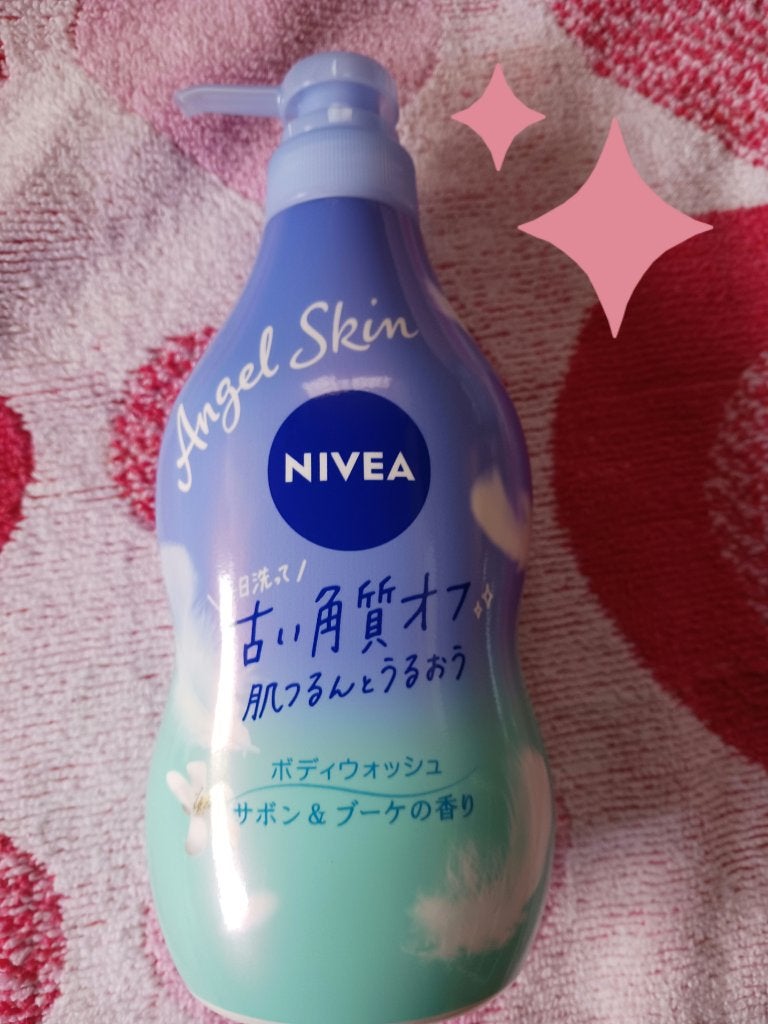 Angel Skin
NIVEA
日洗って
古い角質オフ
肌つるんとうるおう
ボディウォッシュ
サボン & ブーケの香り